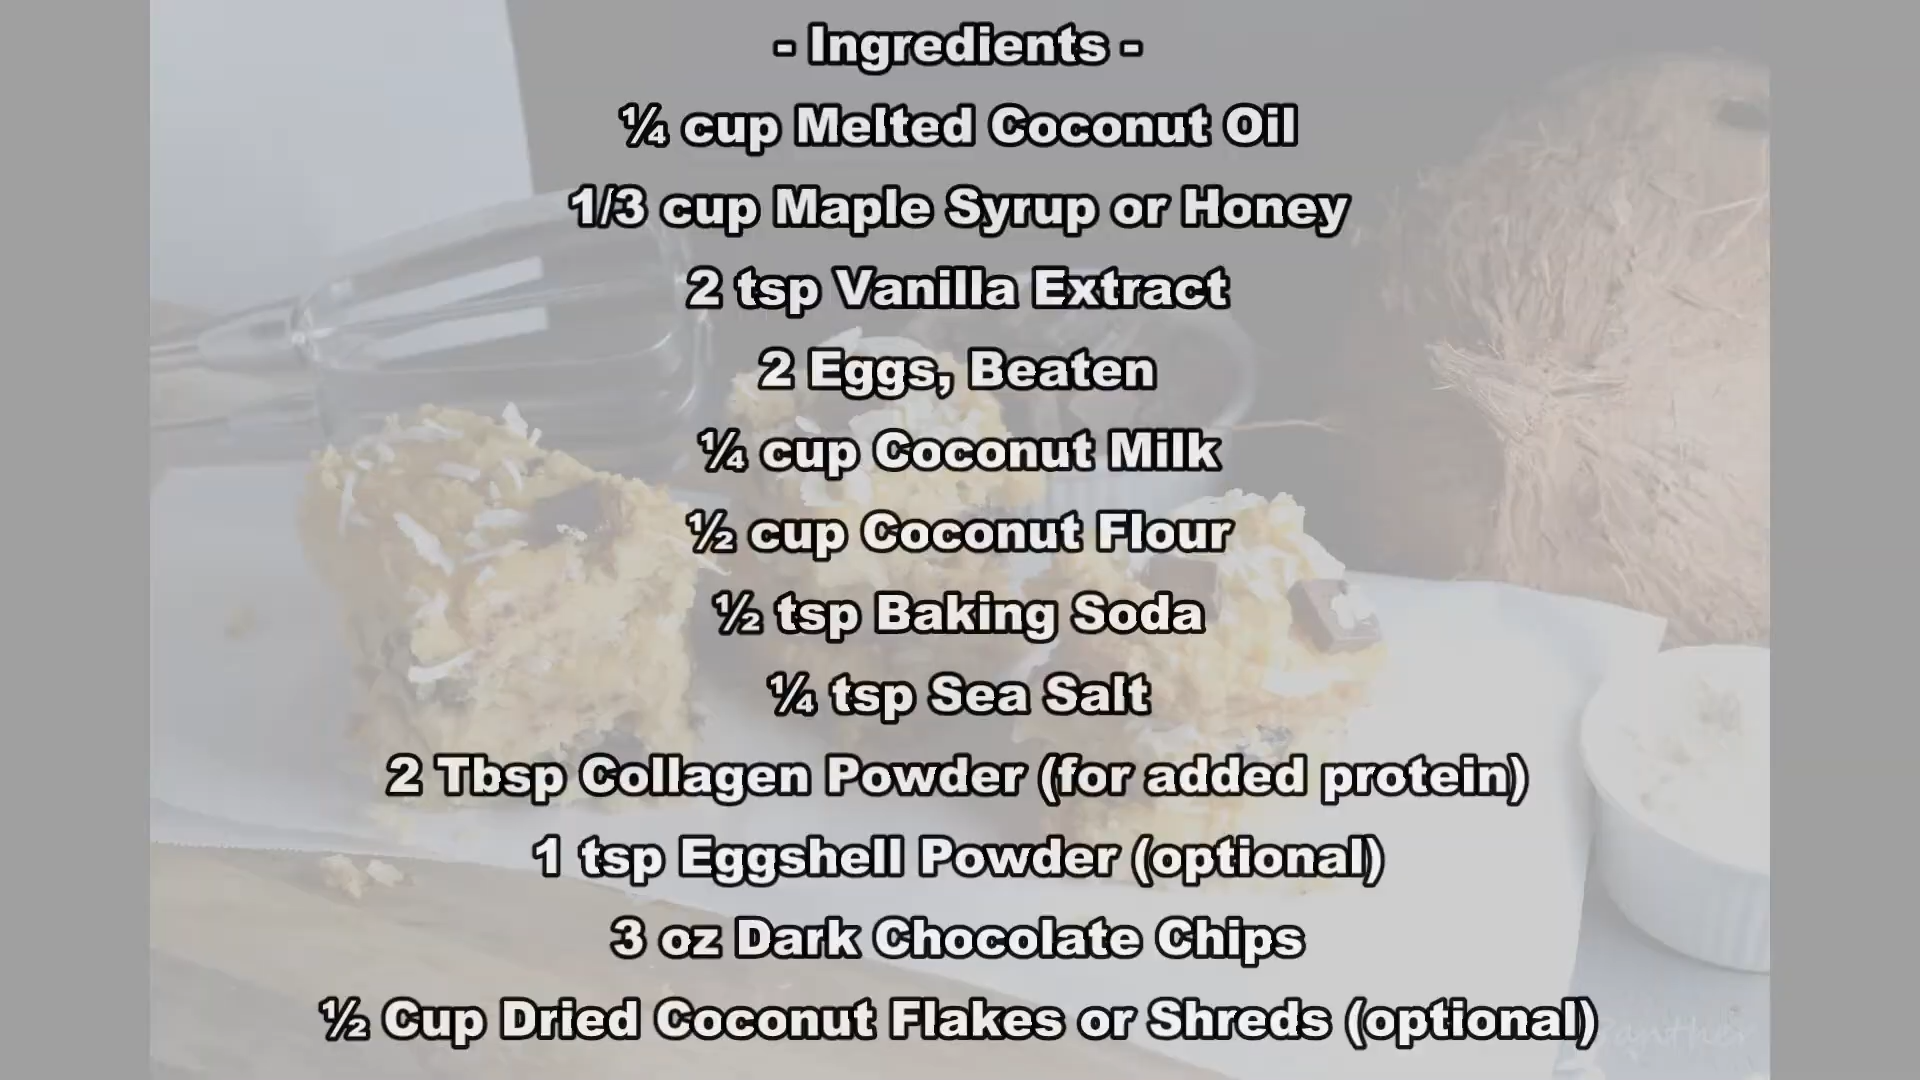 - Ingredients -
¼ cup Melted Coconut Oil
1/3 cup Maple Syrup or Honey
2 tsp Vanilla Extract
2 Eggs, Beaten
¼ cup Coconut Milk
½ cup Coconut Flour
½ tsp Baking Soda
¼ tsp Sea Salt
2 Tbsp Collagen Powder (for added protein)
1 tsp Eggshell Powder (optional)
3 oz Dark Chocolate Chips
½ Cup Dried Coconut Flakes or Shreds (optional)